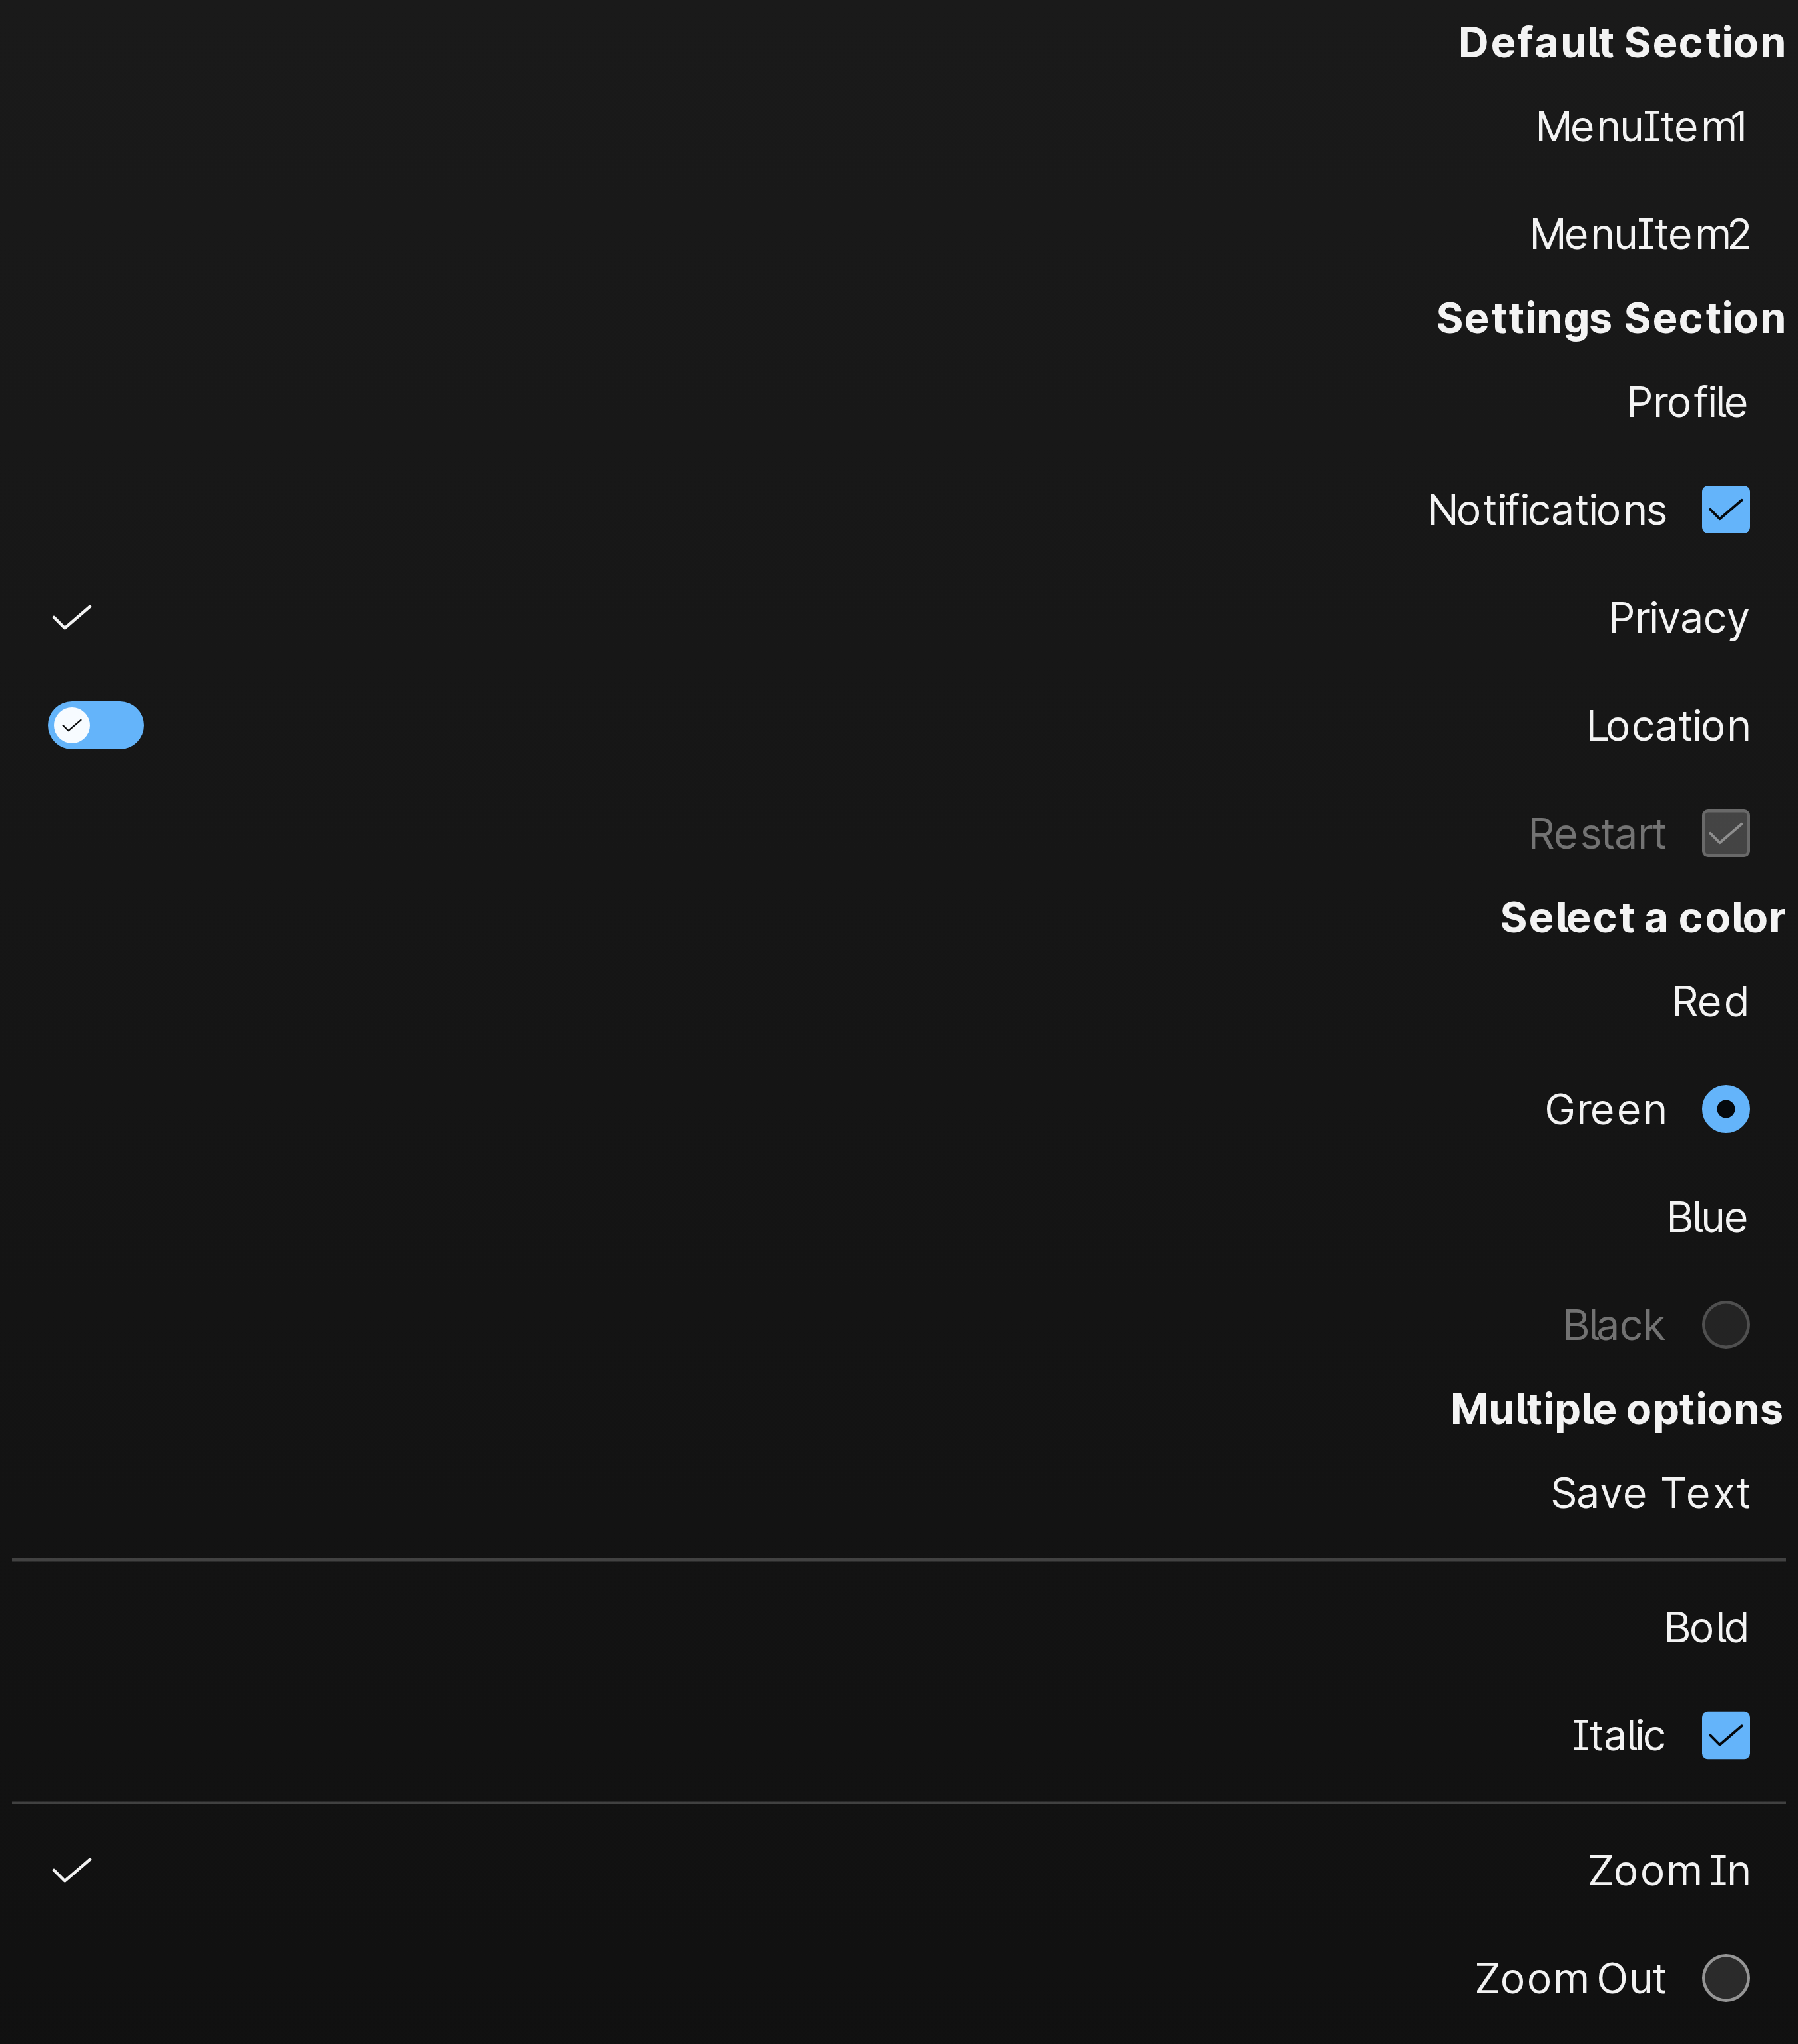 Default Section
MenuItem1
MenuItem2
Settings Section
Profile
Notifications
Privacy
Location
Restart
Select a color
Red
Green
Blue
Black
Multiple options
Save Text
Bold
Italic
Zoom In
Zoom Out